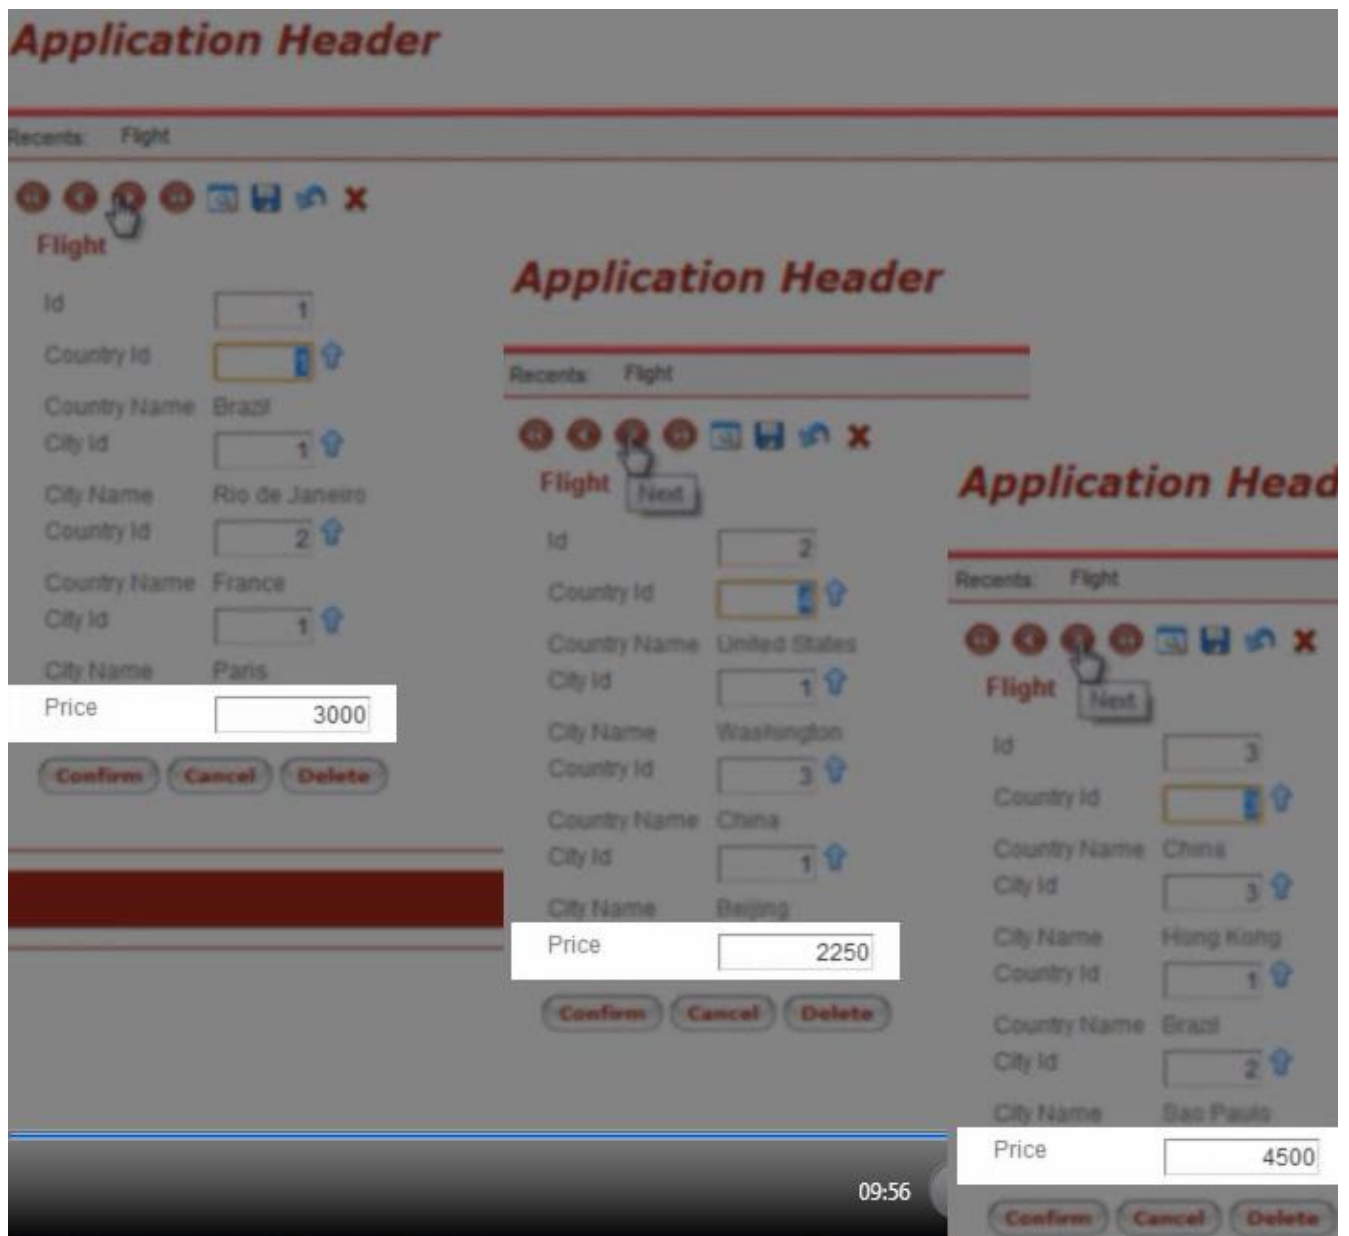 Application Header
Recents: Flight
Flight
Id 1
Country Id 1
Country Name Brazil
City Id 1
City Name Rio de Janeiro
Country Id 2
Country Name France
City Id 1
City Name Paris
Price 3000
Confirm Cancel Delete
Application Header
Recents: Flight
Flight
Next
Id 2
Country Id
Country Name United States
City Id 1
City Name Washington
Country Id 3
Country Name China
City Id 1
City Name Beijing
Price 2250
Confirm Cancel Delete
Application Head
Recents: Flight
Flight
Next
Id 3
Country Id
Country Name China
City Id 3
City Name Hong Kong
Country Id 1
Country Name Brazil
City Id 2
City Name Sao Paulo
Price 4500
Confirm Cancel Delete
09:56